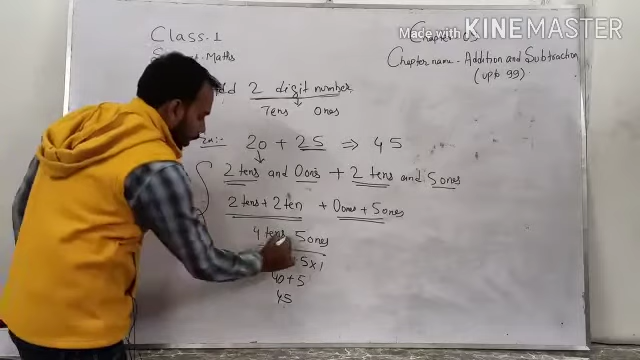 Made with KINEMASTER
Class.1
Maths
Chapter name - Addition and Subtraction
(upto 99)
2 digit number
Tens Ones
20 + 25 ⇒ 45
2 tens and 0 ones + 2 tens and 5 ones
2 tens + 2 ten + 0 ones + 5 ones
4 tens 5 ones
5 x 1
40 + 5
45